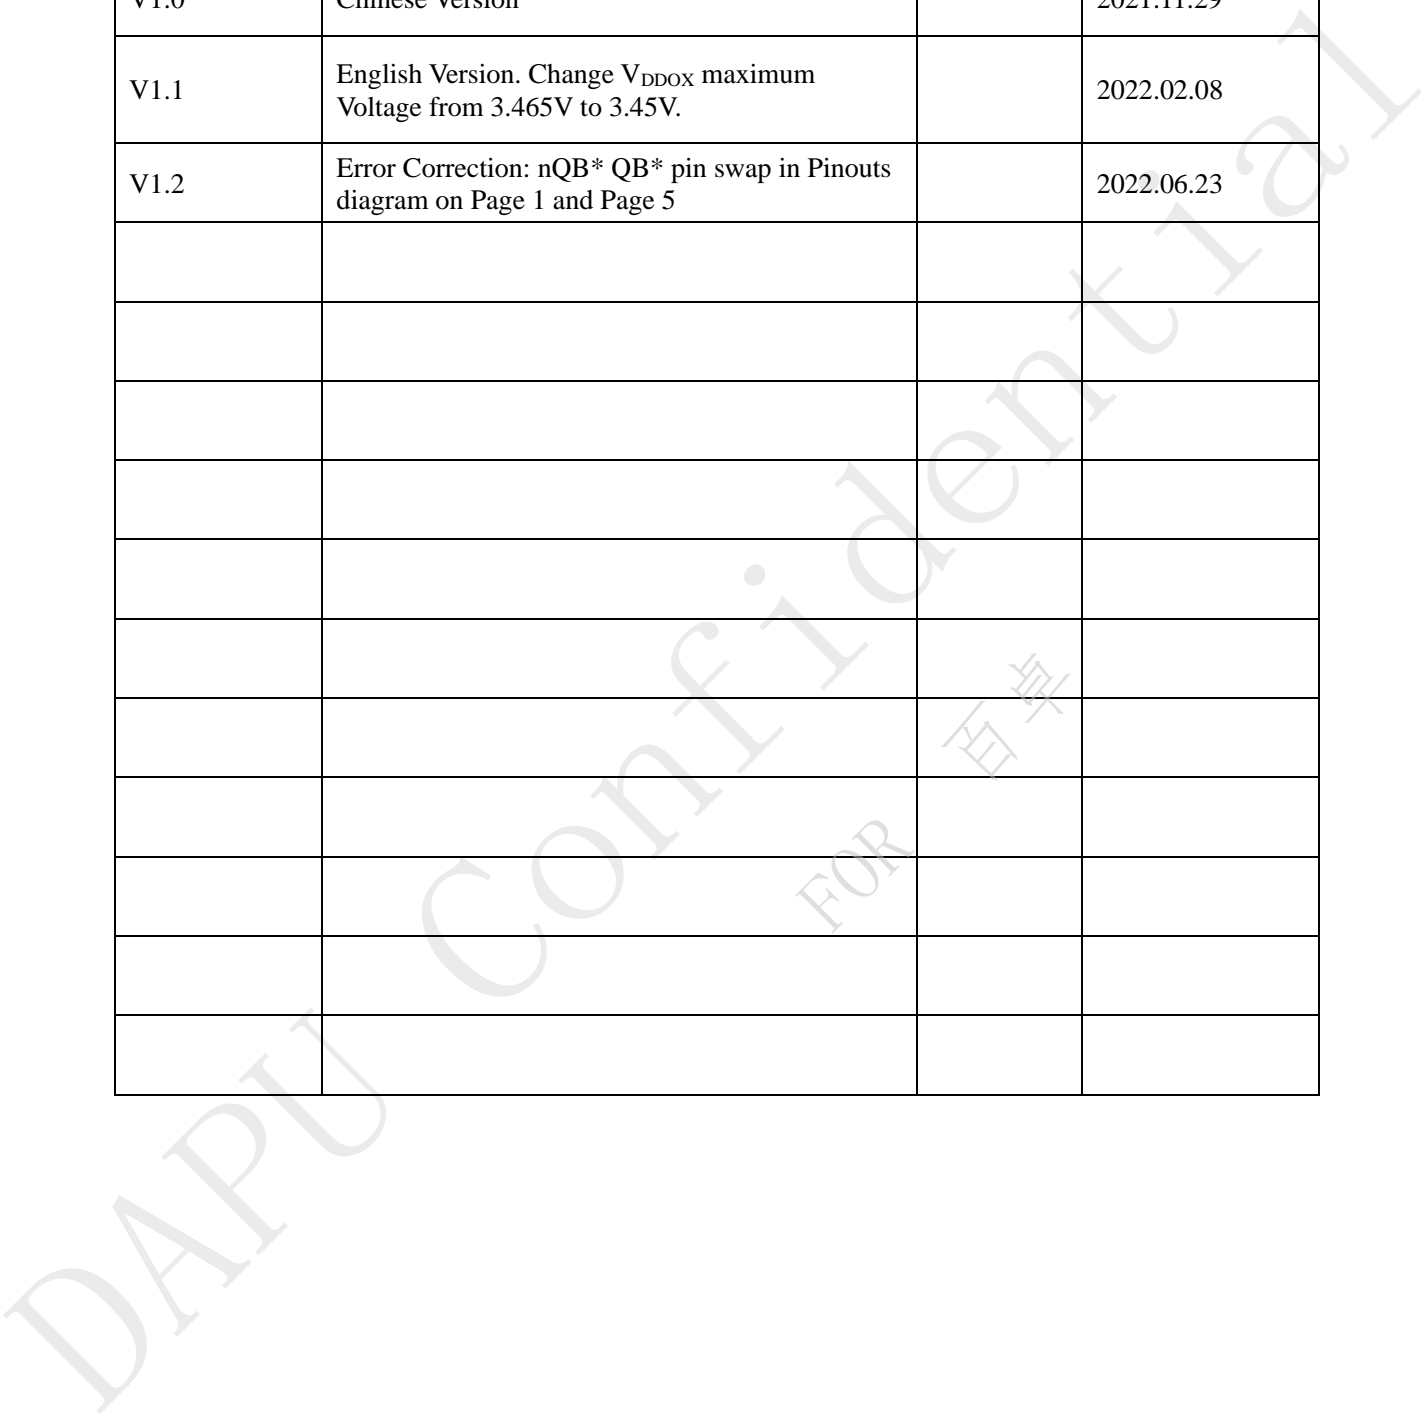 V1.0 Chinese Version 2021.11.29
V1.1 English Version. Change VDDOX maximum Voltage from 3.465V to 3.45V. 2022.02.08
V1.2 Error Correction: nQB* QB* pin swap in Pinouts diagram on Page 1 and Page 5 2022.06.23
DAPU Confidential
FOR 百卓